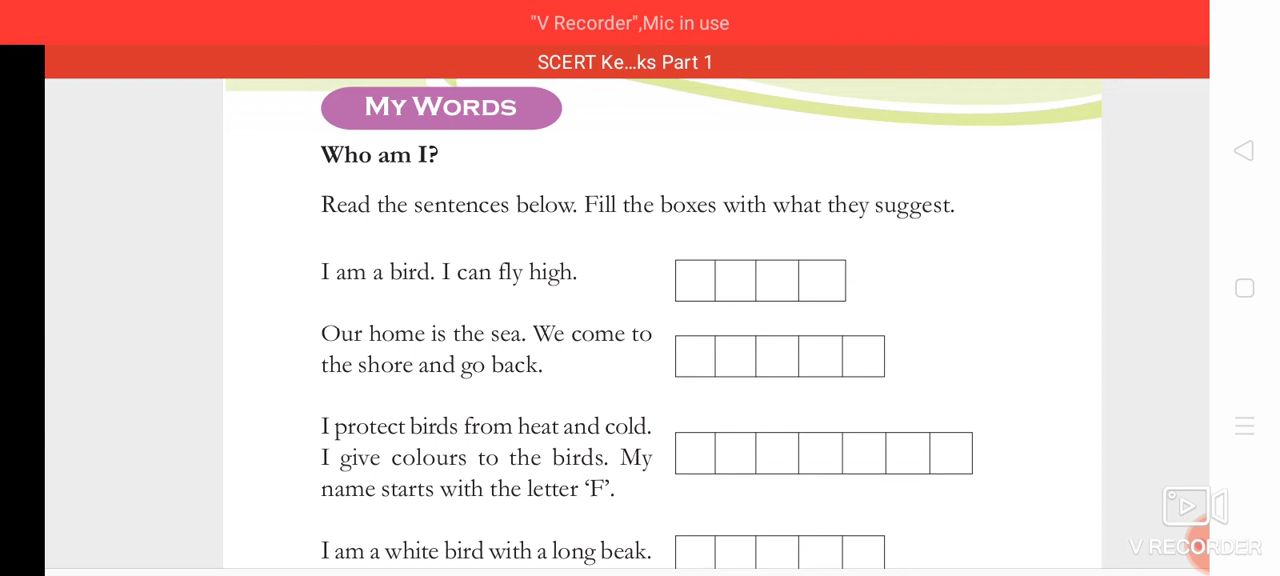 "V Recorder",Mic in use
SCERT Ke...ks Part 1
MY WORDS
Who am I?
Read the sentences below. Fill the boxes with what they suggest.
I am a bird. I can fly high.
Our home is the sea. We come to
the shore and go back.
I protect birds from heat and cold.
I give colours to the birds. My
name starts with the letter ‘F’.
I am a white bird with a long beak.
V RECORDER